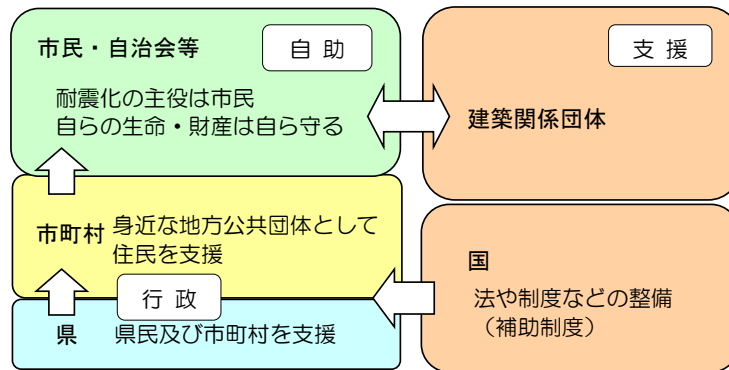 市民・自治会等
自 助
耐震化の主役は市民
自らの生命・財産は自ら守る
支 援
建築関係団体
市町村
身近な地方公共団体として
住民を支援
行 政
県
県民及び市町村を支援
国
法や制度などの整備
（補助制度）